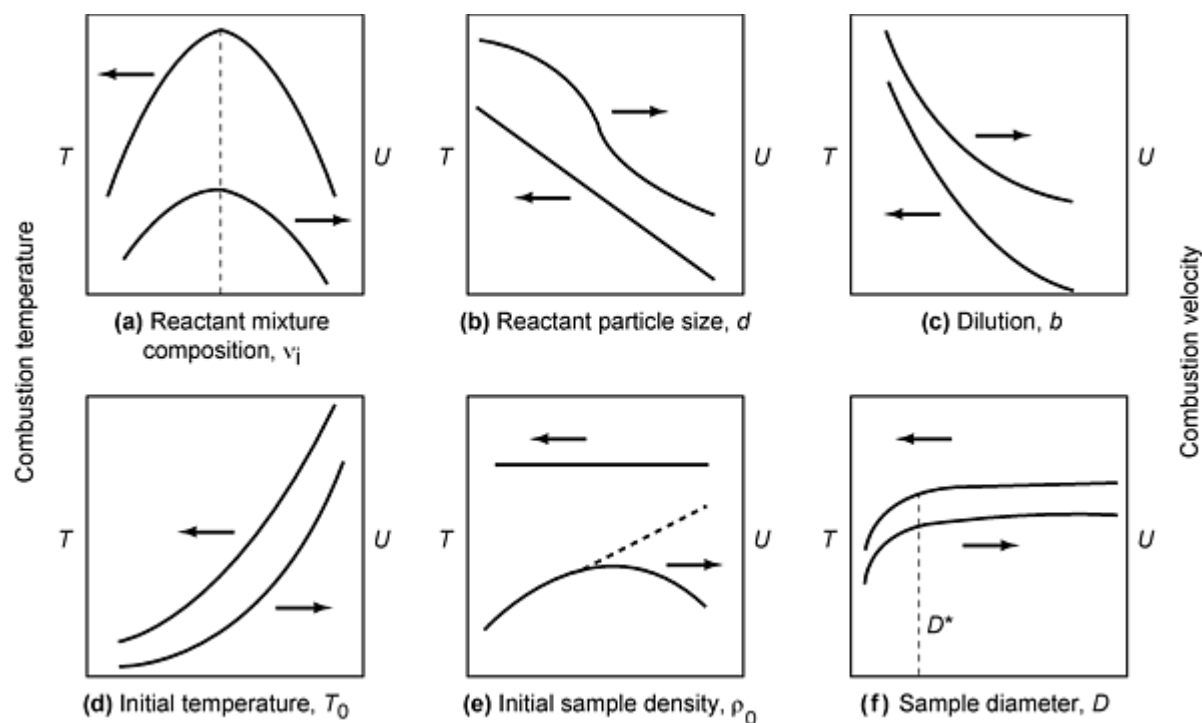 Combustion temperature
T
U
(a) Reactant mixture
composition, νi
T
U
(b) Reactant particle size, d
T
U
(c) Dilution, b
Combustion velocity
T
U
(d) Initial temperature, T0
T
U
(e) Initial sample density, ρ0
T
U
D*
(f) Sample diameter, D